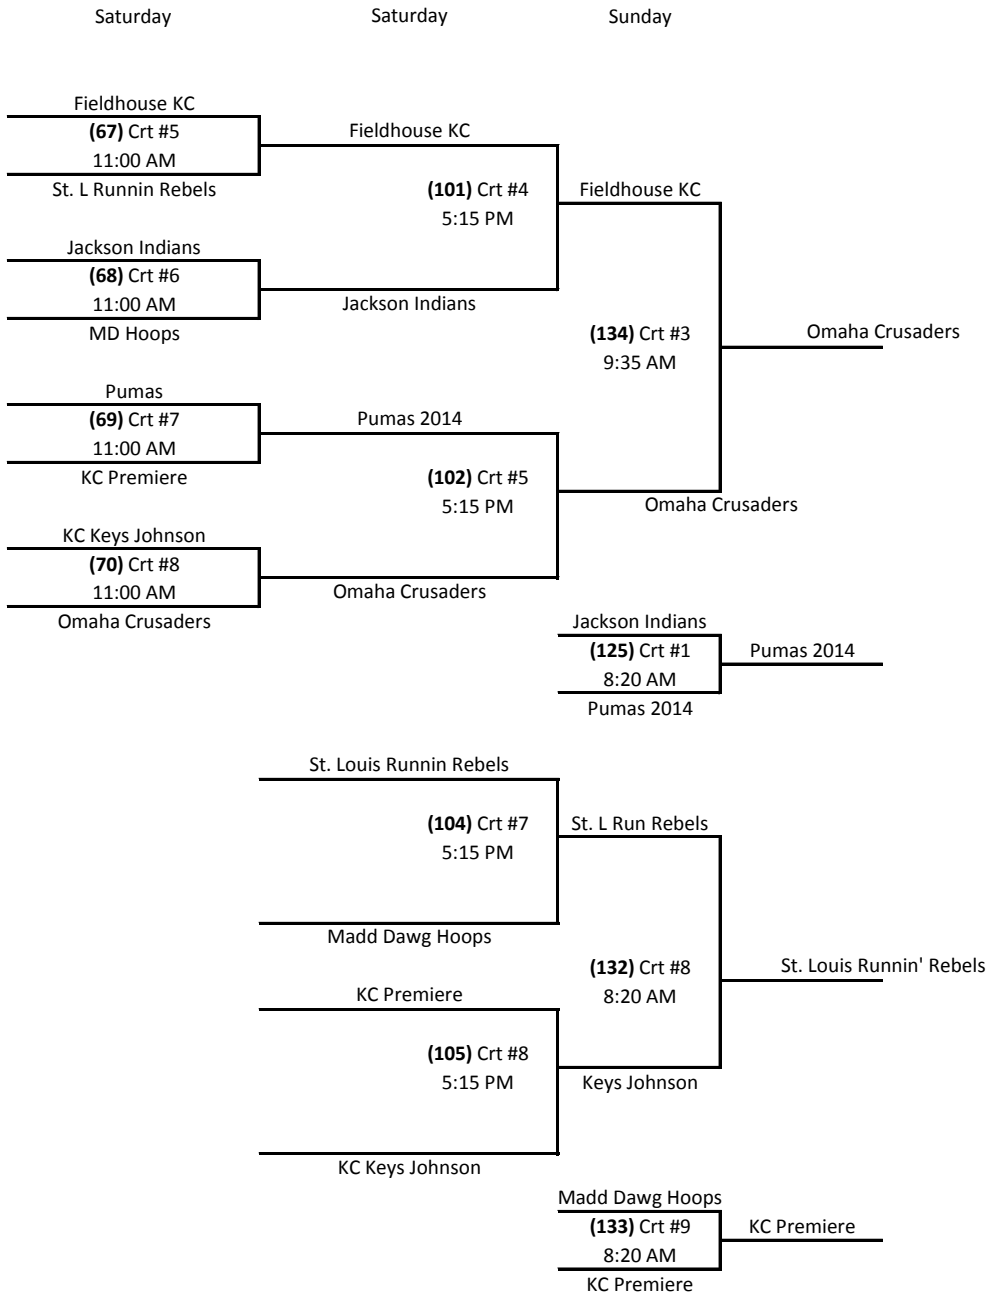 Saturday
Saturday
Sunday
Fieldhouse KC
(67) Crt #5
Fieldhouse KC
11:00 AM
St. L Runnin Rebels
(101) Crt #4
Fieldhouse KC
5:15 PM
Jackson Indians
(68) Crt #6
11:00 AM
Jackson Indians
MD Hoops
(134) Crt #3
Omaha Crusaders
9:35 AM
Pumas
(69) Crt #7
Pumas 2014
11:00 AM
KC Premiere
(102) Crt #5
5:15 PM
Omaha Crusaders
KC Keys Johnson
(70) Crt #8
11:00 AM
Omaha Crusaders
Omaha Crusaders
Jackson Indians
(125) Crt #1
Pumas 2014
8:20 AM
Pumas 2014
St. Louis Runnin Rebels
(104) Crt #7
St. L Run Rebels
5:15 PM
Madd Dawg Hoops
(132) Crt #8
St. Louis Runnin' Rebels
8:20 AM
KC Premiere
(105) Crt #8
5:15 PM
Keys Johnson
KC Keys Johnson
Madd Dawg Hoops
(133) Crt #9
KC Premiere
8:20 AM
KC Premiere